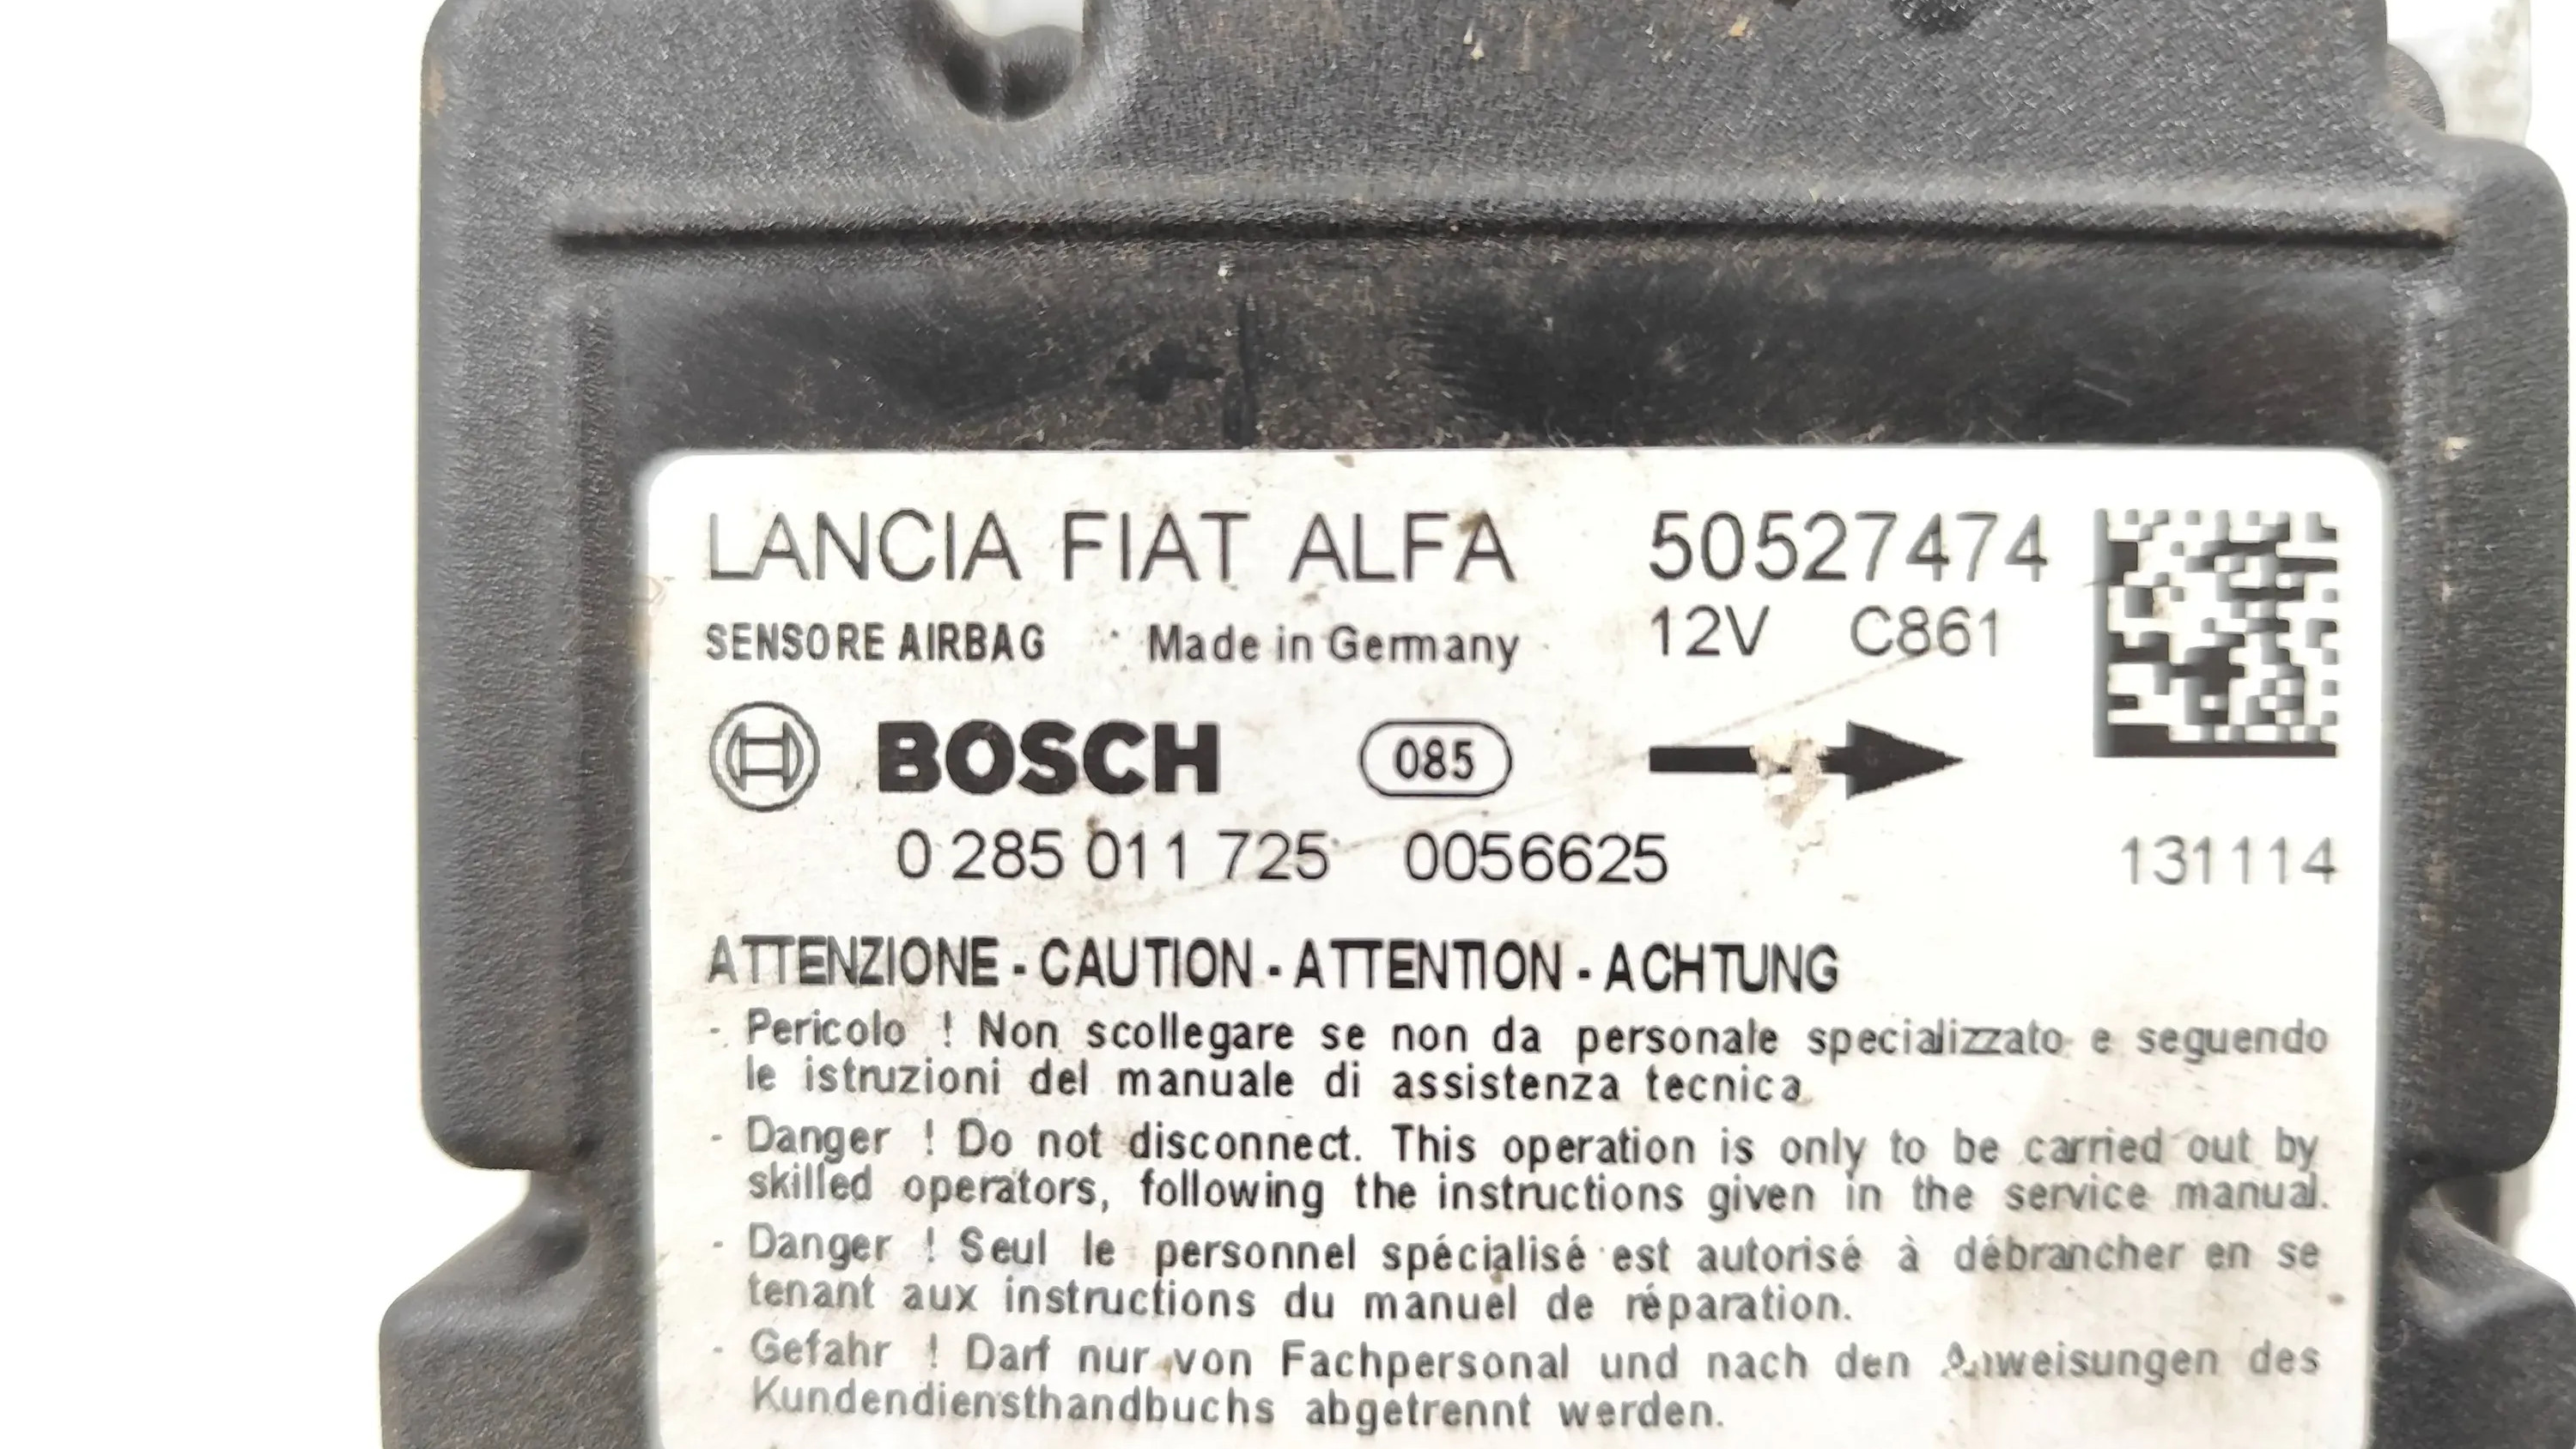 LANCIA FIAT ALFA 50527474
SENSORE AIRBAG Made in Germany 12V C861
BOSCH 085
0 285 011 725 0056625 131114
ATTENZIONE - CAUTION - ATTENTION - ACHTUNG
- Pericolo ! Non scollegare se non da personale specializzato e seguendo
le istruzioni del manuale di assistenza tecnica.
- Danger ! Do not disconnect. This operation is only to be carried out by
skilled operators, following the instructions given in the service manual.
- Danger ! Seul le personnel spécialisé est autorisé à débrancher en se
tenant aux instructions du manuel de réparation.
- Gefahr ! Darf nur von Fachpersonal und nach den Anweisungen des
Kundendiensthandbuchs abgetrennt werden.